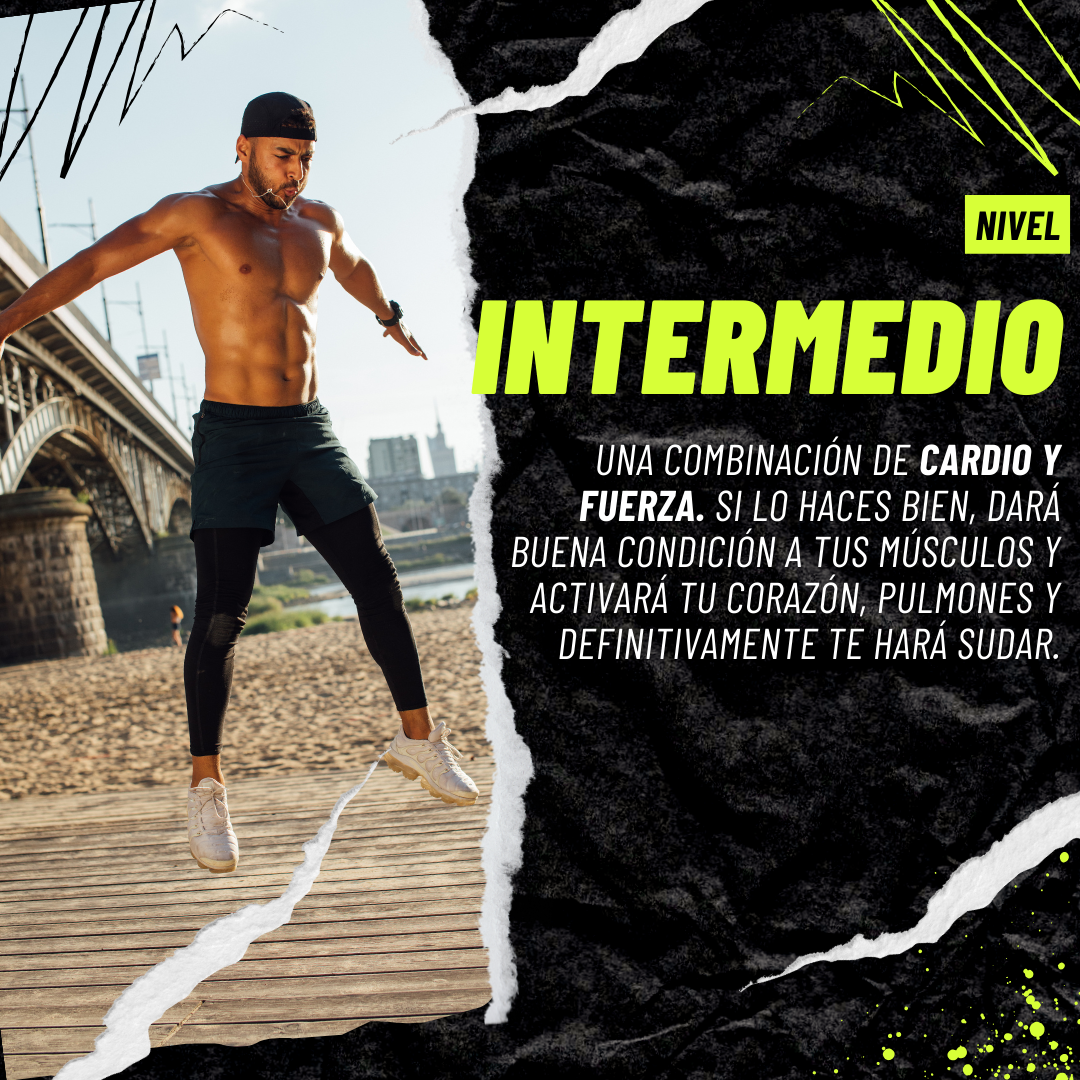 NIVEL
INTERMEDIO
UNA COMBINACIÓN DE CARDIO Y
FUERZA. SI LO HACES BIEN, DARÁ
BUENA CONDICIÓN A TUS MÚSCULOS Y
ACTIVARÁ TU CORAZÓN, PULMONES Y
DEFINITIVAMENTE TE HARÁ SUDAR.